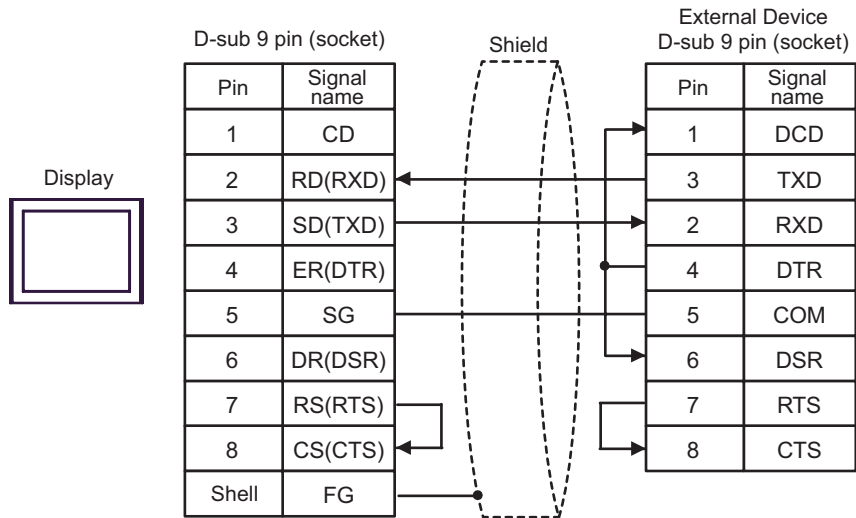 External Device
D-sub 9 pin (socket)
Shield
D-sub 9 pin (socket)
Pin Signal name
Pin Signal name
1 CD
1 DCD
Display
2 RD(RXD)
3 TXD
3 SD(TXD)
2 RXD
4 ER(DTR)
4 DTR
5 SG
5 COM
6 DR(DSR)
6 DSR
7 RS(RTS)
7 RTS
8 CS(CTS)
8 CTS
Shell FG